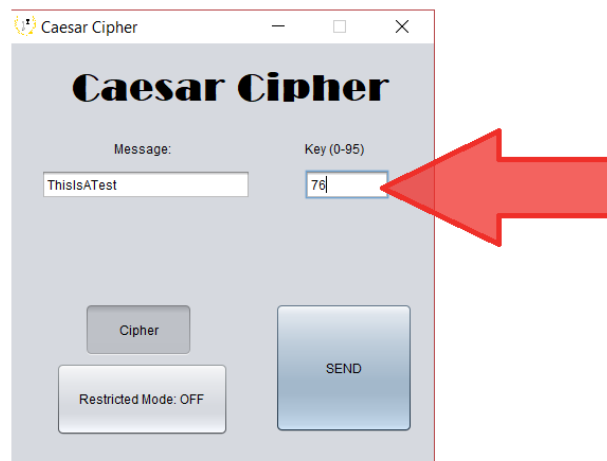 Caesar Cipher
Caesar Cipher
Message:
Key (0-95)
ThisIsATest
76
Cipher
SEND
Restricted Mode: OFF